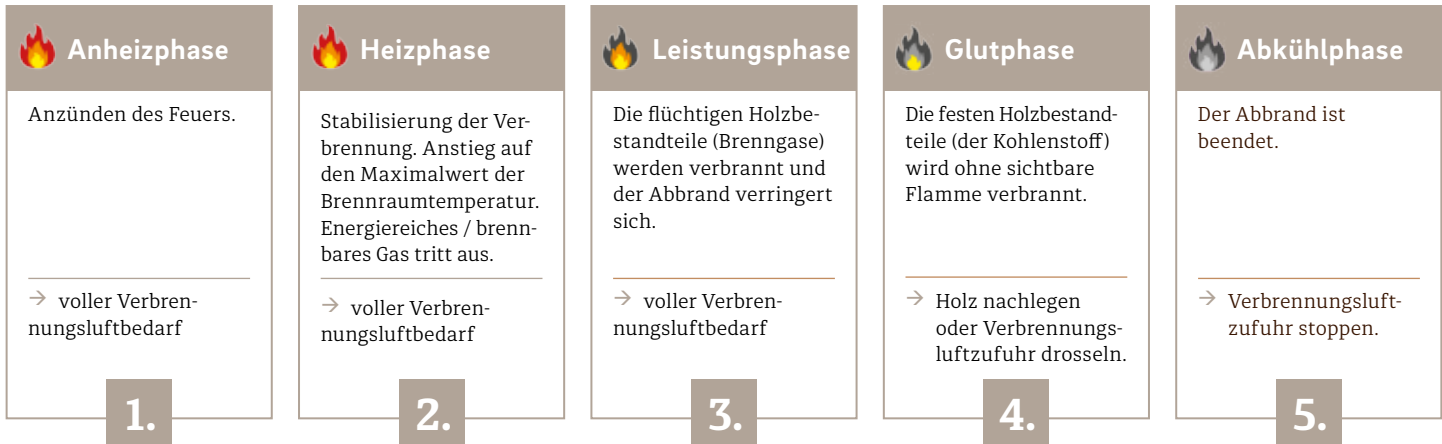 Anheizphase
Anzünden des Feuers.
→ voller Verbren-
nungsluftbedarf
1.
Heizphase
Stabilisierung der Ver-
brennung. Anstieg auf
den Maximalwert der
Brennraumtemperatur.
Energiereiches / brenn-
bares Gas tritt aus.
→ voller Verbren-
nungsluftbedarf
2.
Leistungsphase
Die flüchtigen Holzbe-
standteile (Brenngase)
werden verbrannt und
der Abbrand verringert
sich.
→ voller Verbren-
nungsluftbedarf
3.
Glutphase
Die festen Holzbestand-
teile (der Kohlenstoff)
wird ohne sichtbare
Flamme verbrannt.
→ Holz nachlegen
oder Verbrennungs-
luftzufuhr drosseln.
4.
Abkühlphase
Der Abbrand ist
beendet.
→ Verbrennungsluft-
zufuhr stoppen.
5.